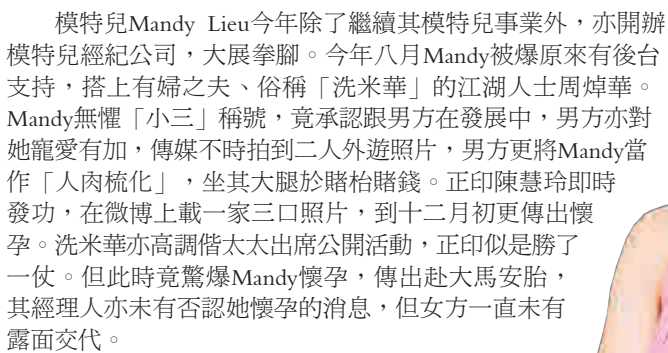 模特兒Mandy Lieu今年除了繼續其模特兒事業外，亦開辦
模特兒經紀公司，大展拳腳。今年八月Mandy被爆原來有後台
支持，搭上有婦之夫、俗稱「洗米華」的江湖人士周焯華。
Mandy無懼「小三」稱號，竟承認跟男方在發展中，男方亦對
她寵愛有加，傳媒不時拍到二人外遊照片，男方更將Mandy當
作「人肉梳化」，坐其大腿於賭枱賭錢。正印陳慧玲即時
發功，在微博上載一家三口照片，到十二月初更傳出懷
孕。洗米華亦高調偕太太出席公開活動，正印似是勝了
一仗。但此時竟驚爆Mandy懷孕，傳出赴大馬安胎，
其經理人亦未有否認她懷孕的消息，但女方一直未有
露面交代。